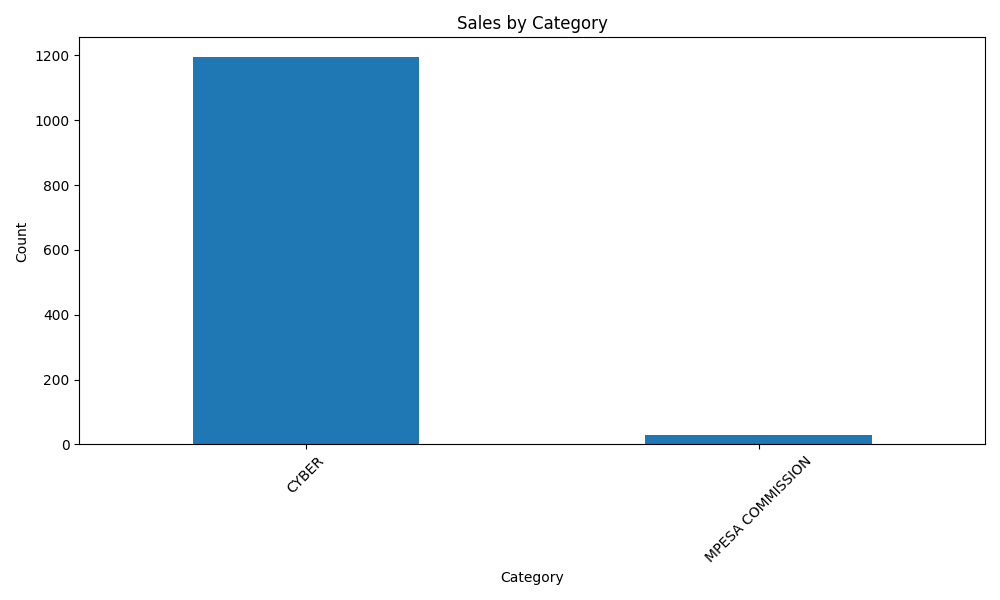 Sales by Category
1200
1000
800
600
400
200
0
Count
CYBER
MPESA COMMISSION
Category